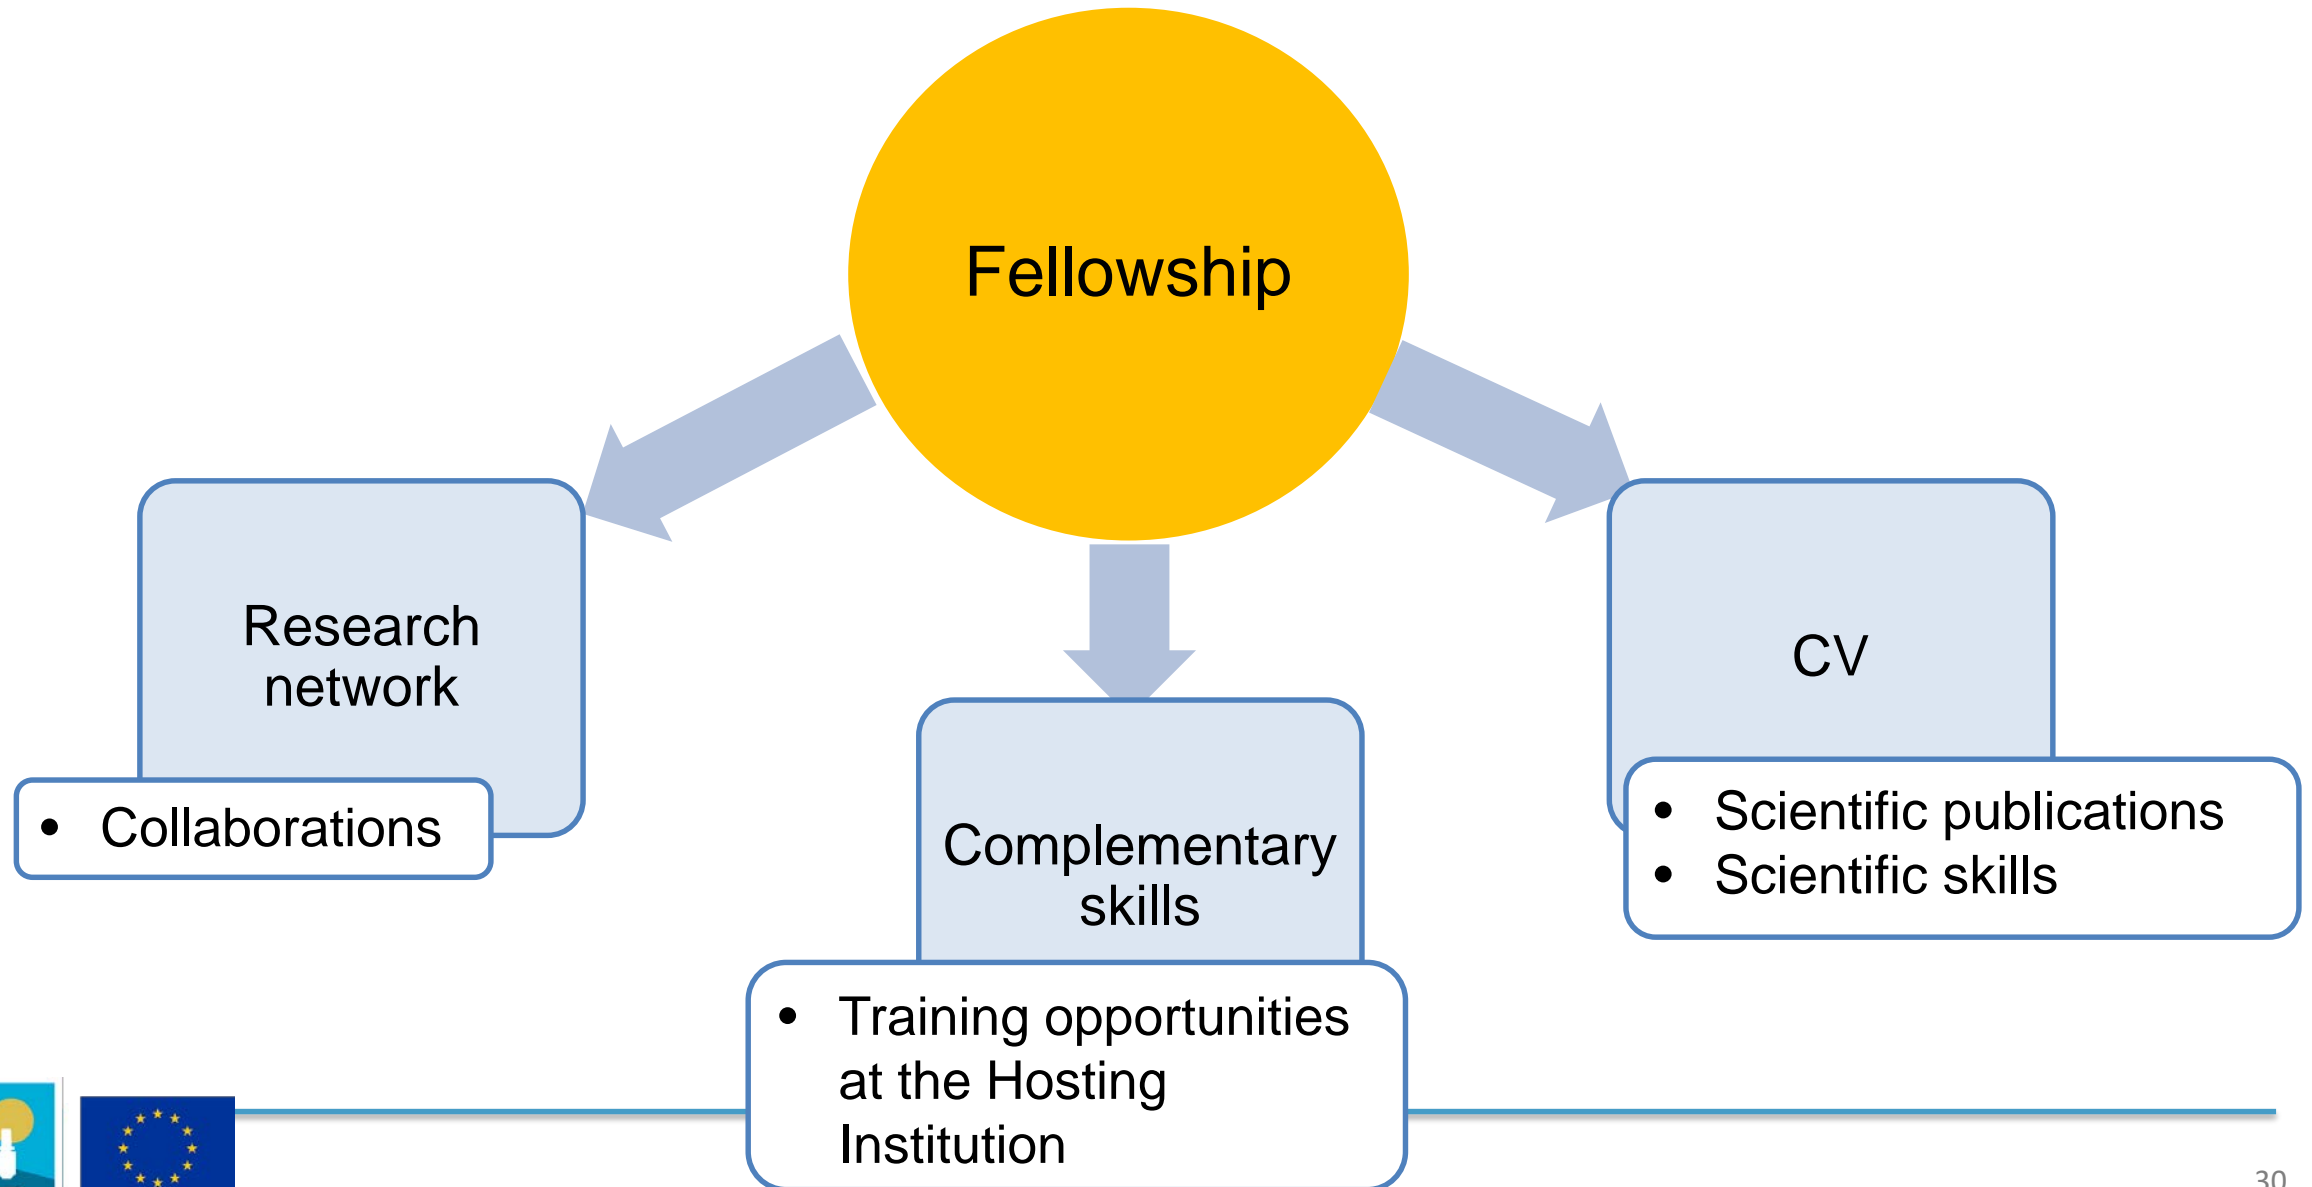 Fellowship
Research
network
• Collaborations
Complementary
skills
• Training opportunities
at the Hosting
Institution
CV
• Scientific publications
• Scientific skills
30